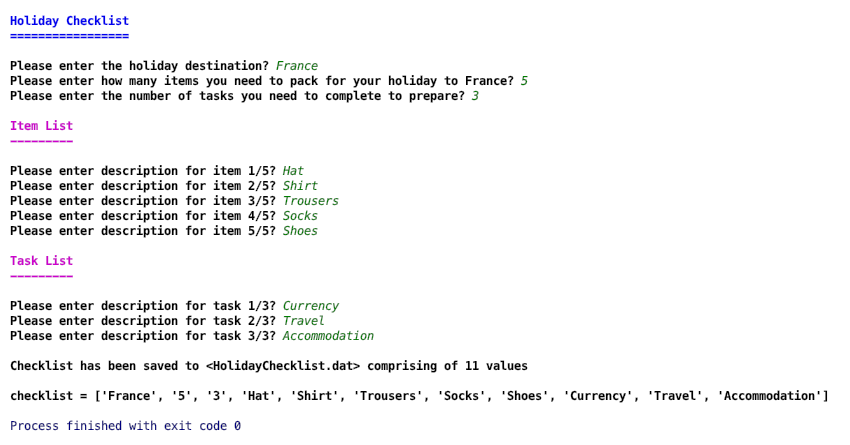 Holiday Checklist
=================
Please enter the holiday destination? France
Please enter how many items you need to pack for your holiday to France? 5
Please enter the number of tasks you need to complete to prepare? 3
Item List
---------
Please enter description for item 1/5? Hat
Please enter description for item 2/5? Shirt
Please enter description for item 3/5? Trousers
Please enter description for item 4/5? Socks
Please enter description for item 5/5? Shoes
Task List
---------
Please enter description for task 1/3? Currency
Please enter description for task 2/3? Travel
Please enter description for task 3/3? Accommodation
Checklist has been saved to <HolidayChecklist.dat> comprising of 11 values
checklist = ['France', '5', '3', 'Hat', 'Shirt', 'Trousers', 'Socks', 'Shoes', 'Currency', 'Travel', 'Accommodation']
Process finished with exit code 0